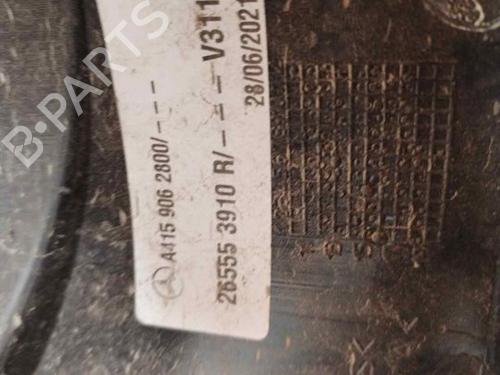 A415 906 2800/- - -
26555 3910 R/- - - V311
28/06/2021
B-PARTS